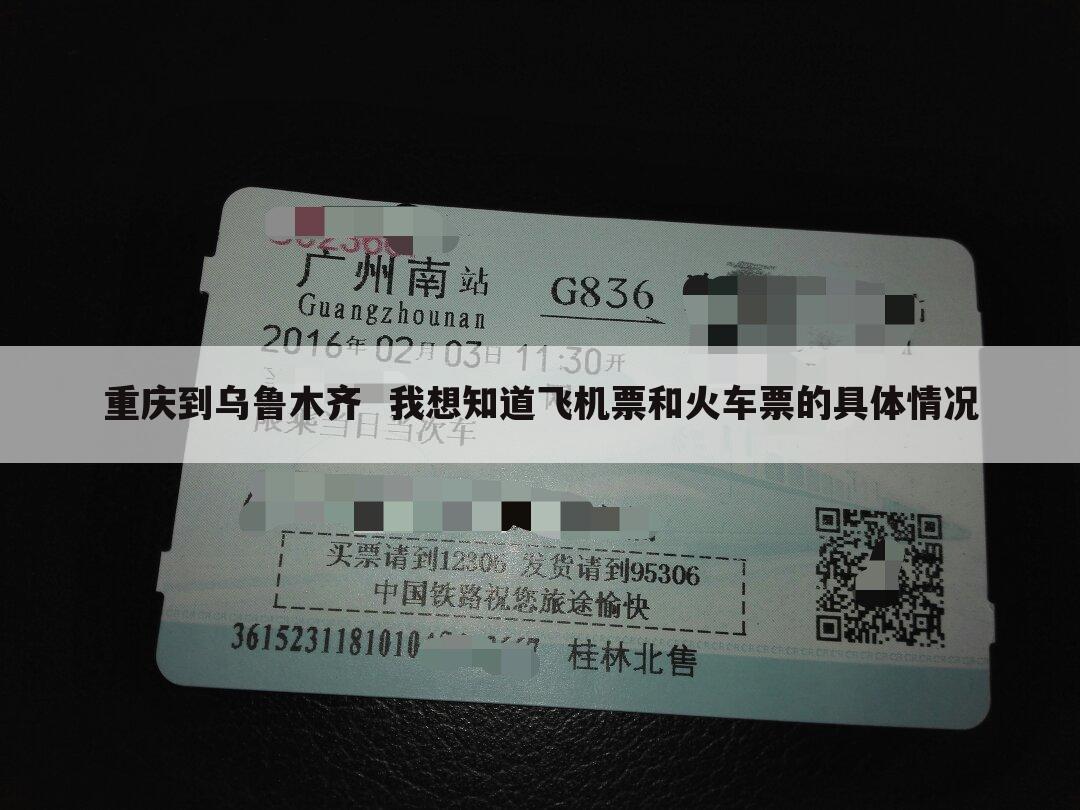 广州南站 G836
Guangzhounan
2016年02月03日 11:30开
限乘当日当次车
重庆到乌鲁木齐 我想知道飞机票和火车票的具体情况
买票请到12306 发货请到95306
中国铁路祝您旅途愉快
3615231181010
桂林北售